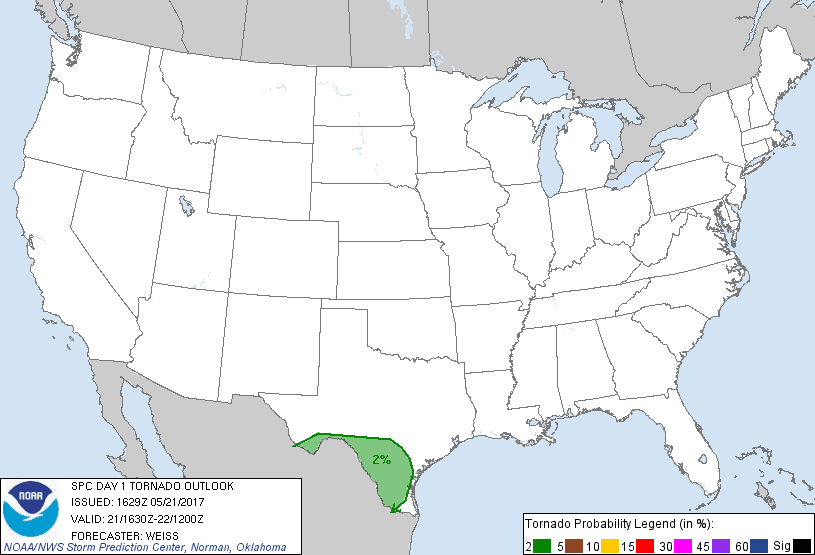 2%
NOAA
SPC DAY 1 TORNADO OUTLOOK
ISSUED: 1629Z 05/21/2017
VALID: 21/1630Z-22/1200Z
FORECASTER: WEISS
NOAA/NWS Storm Prediction Center, Norman, Oklahoma
Tornado Probability Legend (in %):
2 5 10 15 30 45 60 Sig